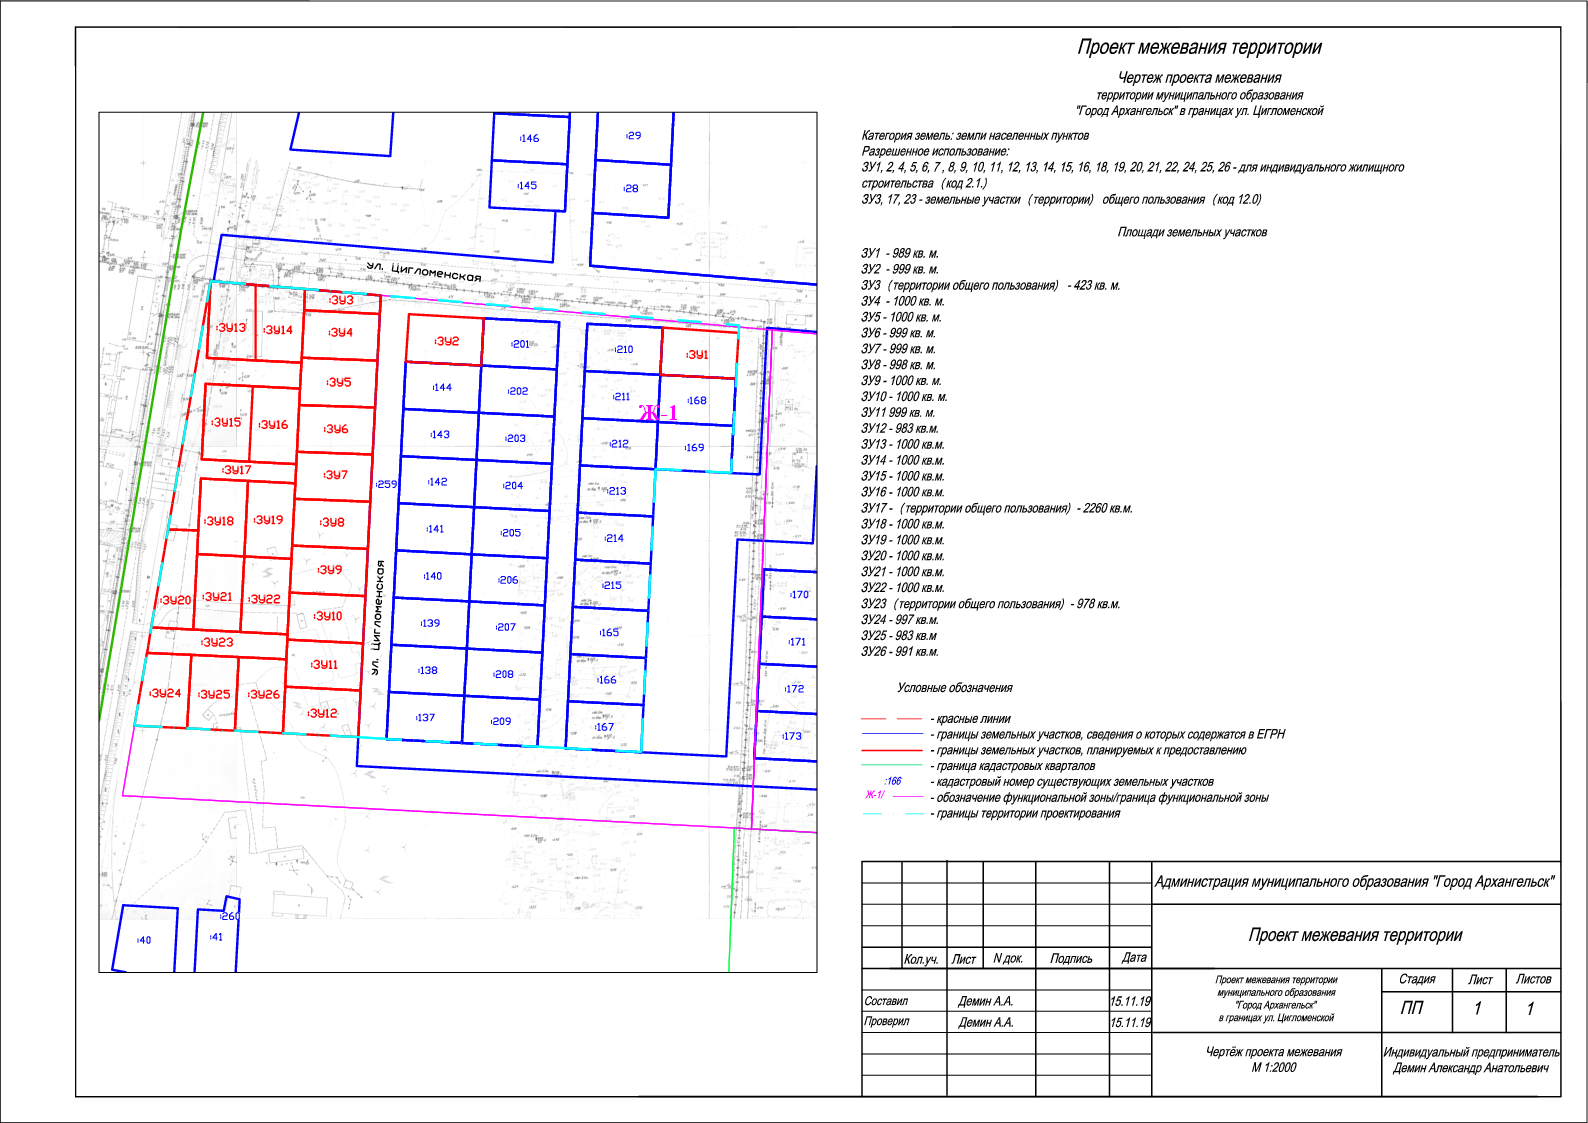 Проект межевания территории
Чертеж проекта межевания
территории муниципального образования
"Город Архангельск" в границах ул. Цигломенской
Категория земель: земли населенных пунктов
Разрешенное использование:
ЗУ1, 2, 4, 5, 6, 7 , 8, 9, 10, 11, 12, 13, 14, 15, 16, 18, 19, 20, 21, 22, 24, 25, 26 - для индивидуального жилищного
строительства (код 2.1.)
ЗУ3, 17, 23 - земельные участки (территории) общего пользования (код 12.0)
Площади земельных участков
ЗУ1 - 989 кв. м.
ЗУ2 - 999 кв. м.
ЗУ3 (территории общего пользования) - 423 кв. м.
ЗУ4 - 1000 кв. м.
ЗУ5 - 1000 кв. м.
ЗУ6 - 999 кв. м.
ЗУ7 - 999 кв. м.
ЗУ8 - 998 кв. м.
ЗУ9 - 1000 кв. м.
ЗУ10 - 1000 кв. м.
ЗУ11 999 кв. м.
ЗУ12 - 983 кв.м.
ЗУ13 - 1000 кв.м.
ЗУ14 - 1000 кв.м.
ЗУ15 - 1000 кв.м.
ЗУ16 - 1000 кв.м.
ЗУ17 - (территории общего пользования) - 2260 кв.м.
ЗУ18 - 1000 кв.м.
ЗУ19 - 1000 кв.м.
ЗУ20 - 1000 кв.м.
ЗУ21 - 1000 кв.м.
ЗУ22 - 1000 кв.м.
ЗУ23 (территории общего пользования) - 978 кв.м.
ЗУ24 - 997 кв.м.
ЗУ25 - 983 кв.м
ЗУ26 - 991 кв.м.
Условные обозначения
- красные линии
- границы земельных участков, сведения о которых содержатся в ЕГРН
- границы земельных участков, планируемых к предоставлению
- граница кадастровых кварталов
:166 - кадастровый номер существующих земельных участков
Ж-1/ - обозначение функциональной зоны/граница функциональной зоны
- границы территории проектирования
:146
:29
:145
:28
ул. Цигломенская
:ЗУ3
:ЗУ13
:ЗУ14
:ЗУ4
:ЗУ2
:201
:210
:ЗУ1
:ЗУ5
:144
:202
:211
:168
Ж-1
:ЗУ15
:ЗУ16
:ЗУ6
:143
:203
:212
:169
:ЗУ17
:ЗУ7
:259
:142
:204
:213
:ЗУ18
:ЗУ19
:ЗУ8
:141
:205
:214
:ЗУ9
:140
:206
:215
:170
:ЗУ20
:ЗУ21
:ЗУ22
:ЗУ10
ул. Цигломенская
:139
:207
:165
:171
:ЗУ23
:ЗУ11
:138
:208
:166
:172
:ЗУ24
:ЗУ25
:ЗУ26
:ЗУ12
:137
:209
:167
:173
:40
:260
:41
Администрация муниципального образования "Город Архангельск"
Проект межевания территории
Кол.уч. Лист N док. Подпись Дата
Составил Демин А.А. 15.11.19
Проверил Демин А.А. 15.11.19
Проект межевания территории
муниципального образования
"Город Архангельск"
в границах ул. Цигломенской
Стадия Лист Листов
ПП 1 1
Чертёж проекта межевания
М 1:2000
Индивидуальный предприниматель
Демин Александр Анатольевич